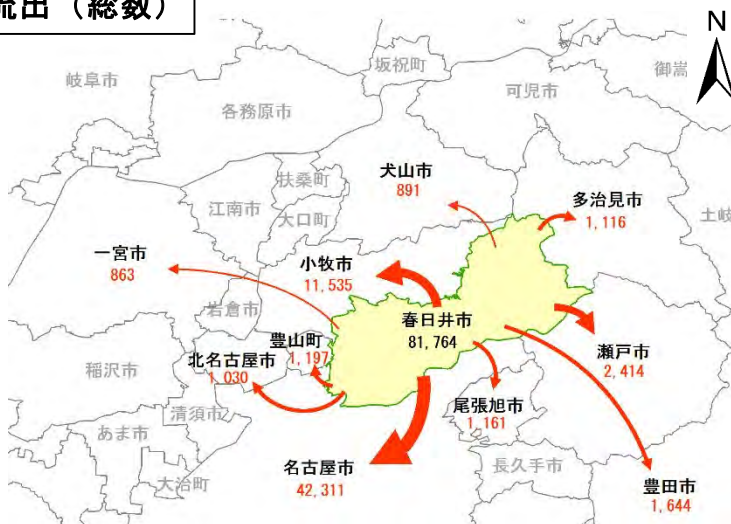 流出（総数）
N
坂祝町
御嵩
岐阜市
可児市
各務原市
犬山市
891
扶桑町
多治見市
1,116
江南市
大口町
土岐
一宮市
863
小牧市
11,535
岩倉市
春日井市
81,764
豊山町
1,197
北名古屋市
1,030
瀬戸市
2,414
稲沢市
尾張旭市
1,161
清須市
あま市
名古屋市
42,311
長久手市
大治町
豊田市
1,644